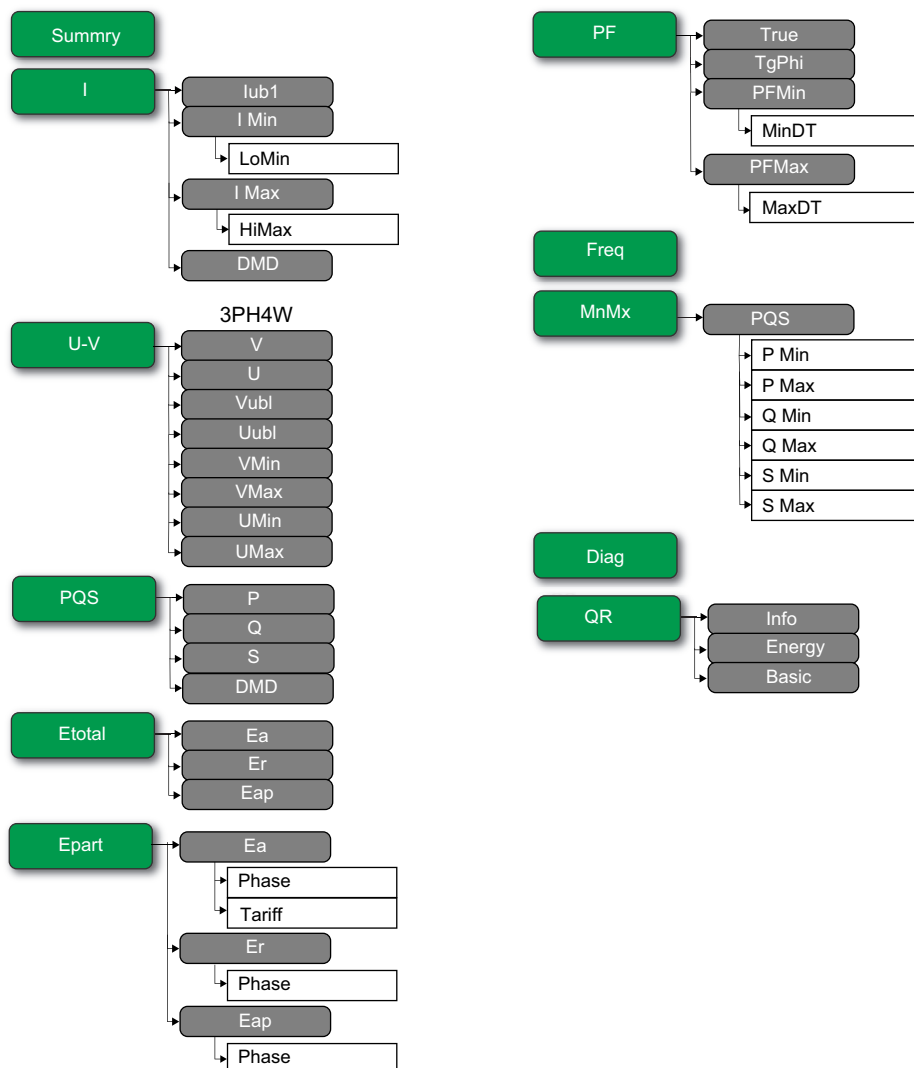 Summry
I
Iub1
I Min
LoMin
I Max
HiMax
DMD
3PH4W
U-V
V
U
Vubl
Uubl
VMin
VMax
UMin
UMax
PQS
P
Q
S
DMD
Etotal
Ea
Er
Eap
Epart
Ea
Phase
Tariff
Er
Phase
Eap
Phase
PF
True
TgPhi
PFMin
MinDT
PFMax
MaxDT
Freq
MnMx
PQS
P Min
P Max
Q Min
Q Max
S Min
S Max
Diag
QR
Info
Energy
Basic